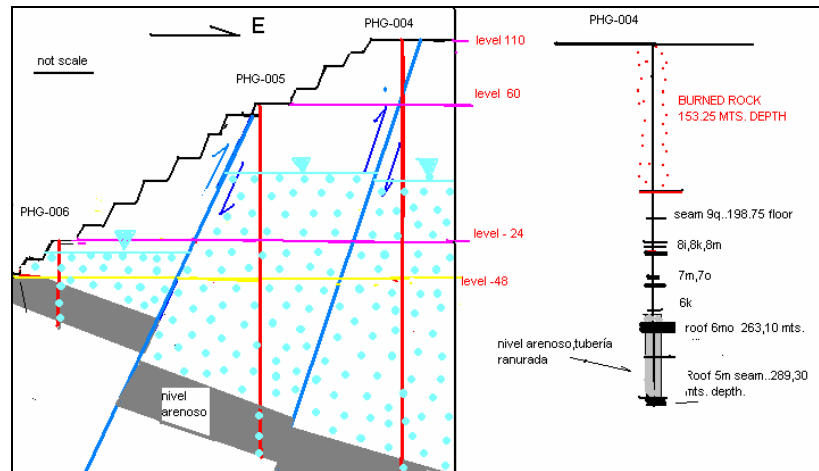 E
not scale
PHG-004
level 110
PHG-005
level 60
PHG-006
level - 24
level -48
nivel
arenoso
PHG-004
BURNED ROCK
153.25 MTS. DEPTH
seam 9q..198.75 floor
8i,8k,8m
7m,7o
6k
roof 6mo 263,10 mts.
nivel arenoso,tubería
ranurada
Roof 5m seam..289,30
mts. depth.